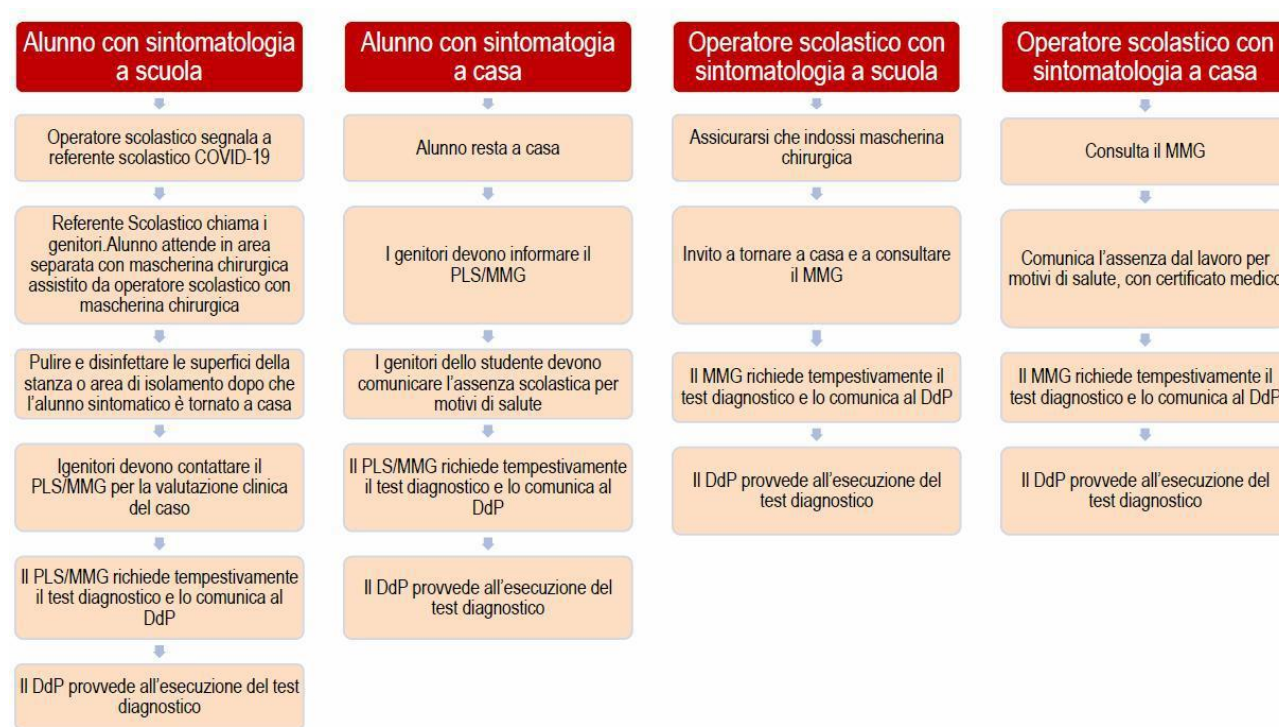 Alunno con sintomatologia
a scuola
Operatore scolastico segnala a
referente scolastico COVID-19
Referente Scolastico chiama i
genitori.Alunno attende in area
separata con mascherina chirurgica
assistito da operatore scolastico con
mascherina chirurgica
Pulire e disinfettare le superfici della
stanza o area di isolamento dopo che
l'alunno sintomatico è tornato a casa
Igenitori devono contattare il
PLS/MMG per la valutazione clinica
del caso
Il PLS/MMG richiede tempestivamente
il test diagnostico e lo comunica al
DdP
Il DdP provvede all'esecuzione del test
diagnostico
Alunno con sintomatogia
a casa
Alunno resta a casa
I genitori devono informare il
PLS/MMG
I genitori dello studente devono
comunicare l'assenza scolastica per
motivi di salute
Il PLS/MMG richiede tempestivamente
il test diagnostico e lo comunica al
DdP
Il DdP provvede all'esecuzione del
test diagnostico
Operatore scolastico con
sintomatologia a scuola
Assicurarsi che indossi mascherina
chirurgica
Invito a tornare a casa e a consultare
il MMG
Il MMG richiede tempestivamente il
test diagnostico e lo comunica al DdP
Il DdP provvede all'esecuzione del
test diagnostico
Operatore scolastico con
sintomatologia a casa
Consulta il MMG
Comunica l'assenza dal lavoro per
motivi di salute, con certificato medico
Il MMG richiede tempestivamente il
test diagnostico e lo comunica al DdP
Il DdP provvede all'esecuzione del
test diagnostico